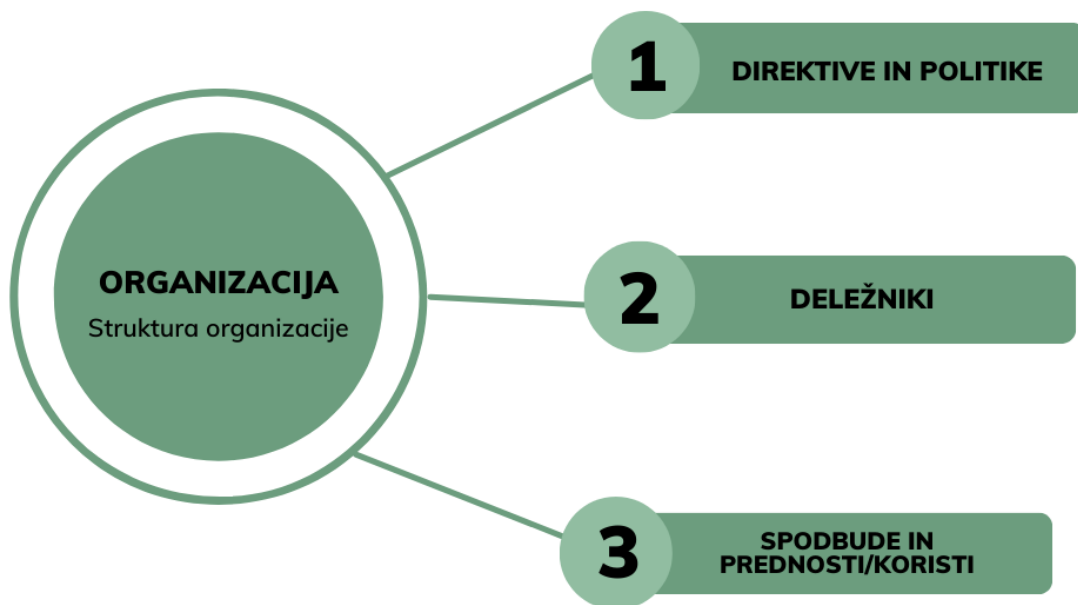 ORGANIZACIJA
Struktura organizacije
1
DIREKTIVE IN POLITIKE
2
DELEŽNIKI
3
SPODBUDE IN
PREDNOSTI/KORISTI